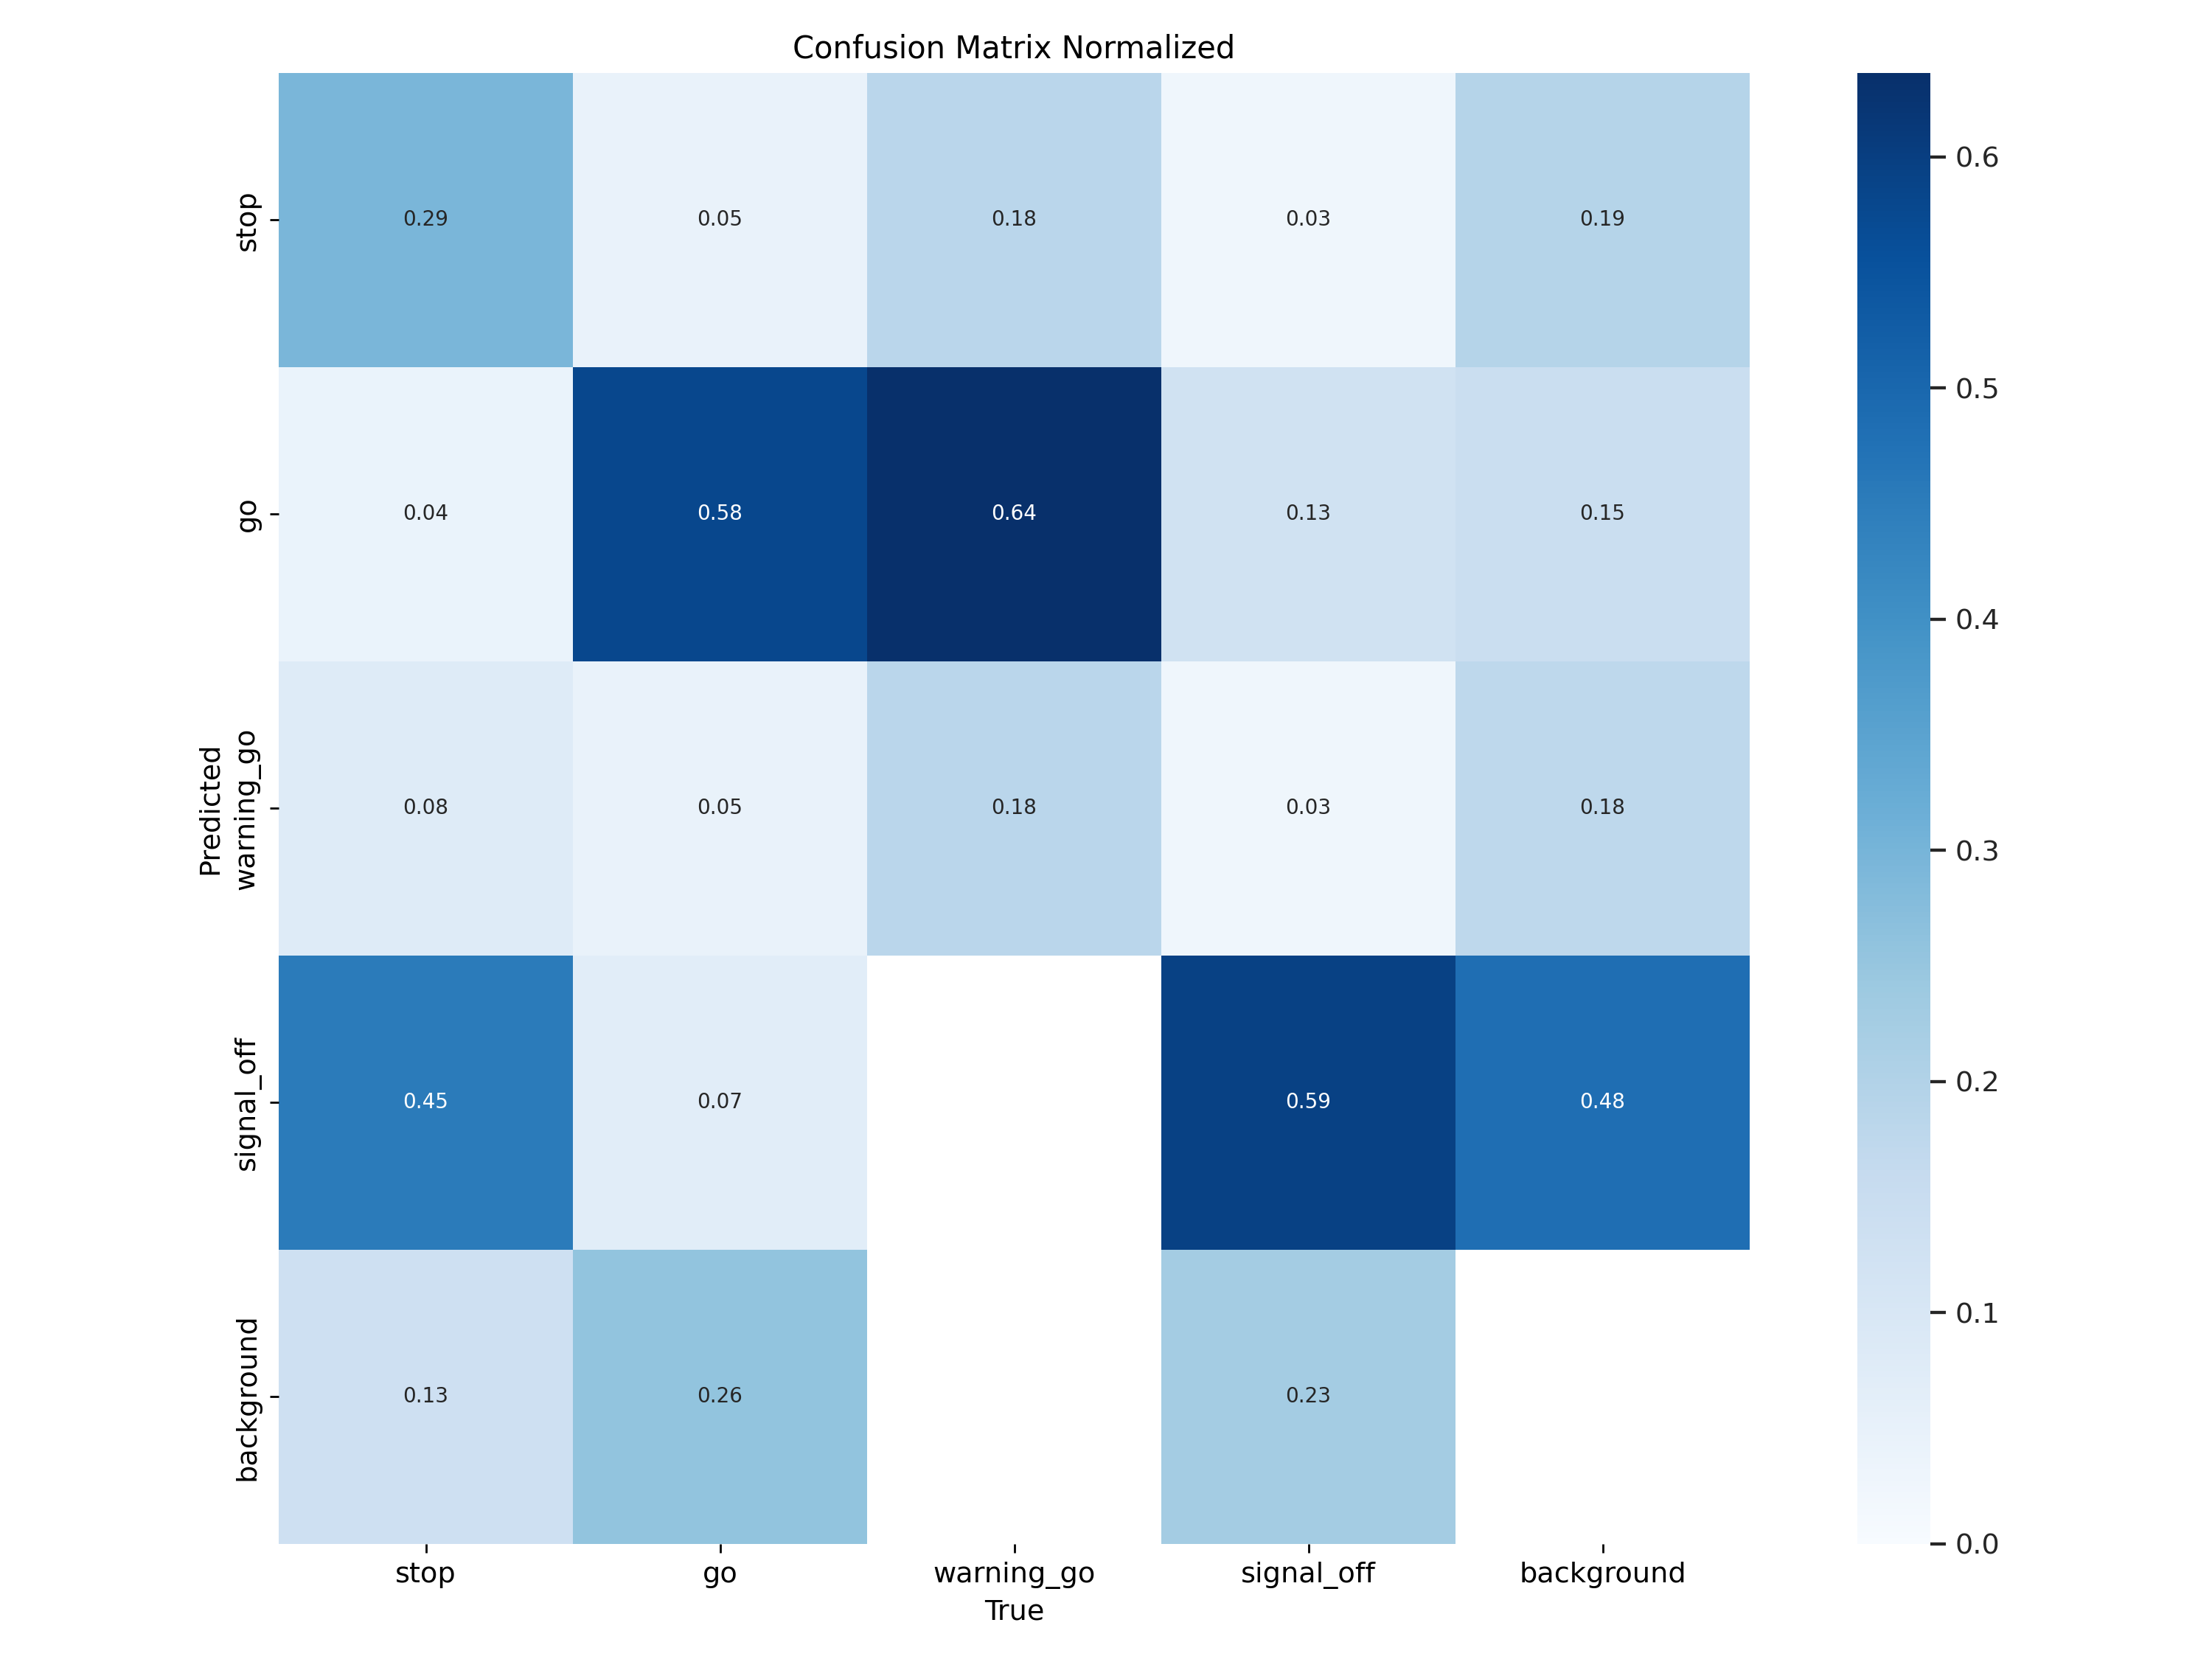 Confusion Matrix Normalized
stop
0.29 0.05 0.18 0.03 0.19
go
0.04 0.58 0.64 0.13 0.15
Predicted
warning_go
0.08 0.05 0.18 0.03 0.18
signal_off
0.45 0.07 0.59 0.48
background
0.13 0.26 0.23
stop go warning_go signal_off background
True
0.6
0.5
0.4
0.3
0.2
0.1
0.0